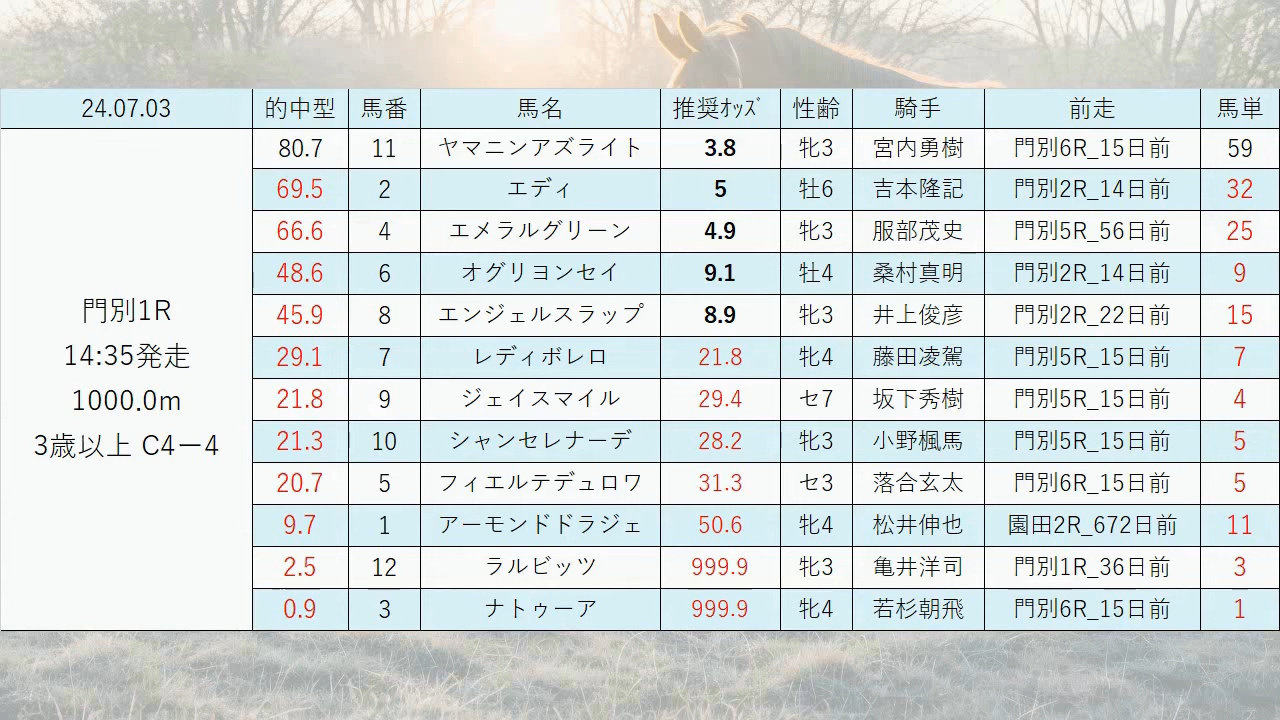 24.07.03 的中型 馬番 馬名 推奨ｵｯｽﾞ 性齢 騎手 前走 馬単
80.7 11 ヤマニンアズライト 3.8 牝3 宮内勇樹 門別6R_15日前 59
69.5 2 エディ 5 牡6 吉本隆記 門別2R_14日前 32
66.6 4 エメラルグリーン 4.9 牝3 服部茂史 門別5R_56日前 25
48.6 6 オグリヨンセイ 9.1 牡4 桑村真明 門別2R_14日前 9
45.9 8 エンジェルスラップ 8.9 牝3 井上俊彦 門別2R_22日前 15
29.1 7 レディボレロ 21.8 牝4 藤田凌駕 門別5R_15日前 7
21.8 9 ジェイスマイル 29.4 セ7 坂下秀樹 門別5R_15日前 4
21.3 10 シャンセレナーデ 28.2 牝3 小野楓馬 門別5R_15日前 5
20.7 5 フィエルテデュロワ 31.3 セ3 落合玄太 門別6R_15日前 5
9.7 1 アーモンドドラジェ 50.6 牝4 松井伸也 園田2R_672日前 11
2.5 12 ラルビッツ 999.9 牝3 亀井洋司 門別1R_36日前 3
0.9 3 ナトゥーア 999.9 牝4 若杉朝飛 門別6R_15日前 1
門別1R
14:35発走
1000.0m
3歳以上 C4ー4